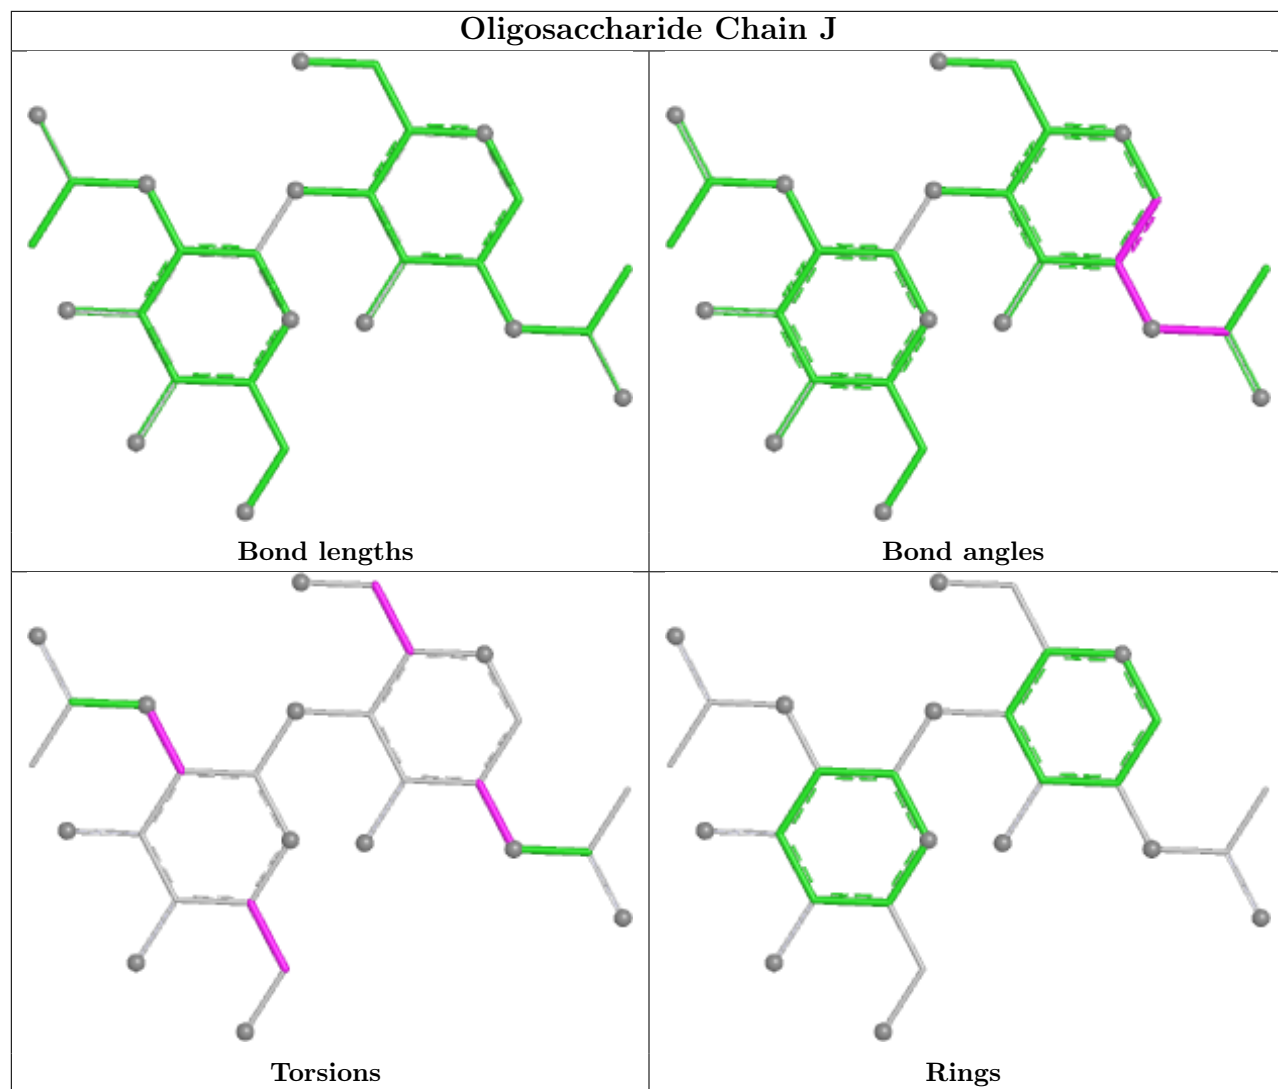 Oligosaccharide Chain J
Bond lengths
Bond angles
Torsions
Rings